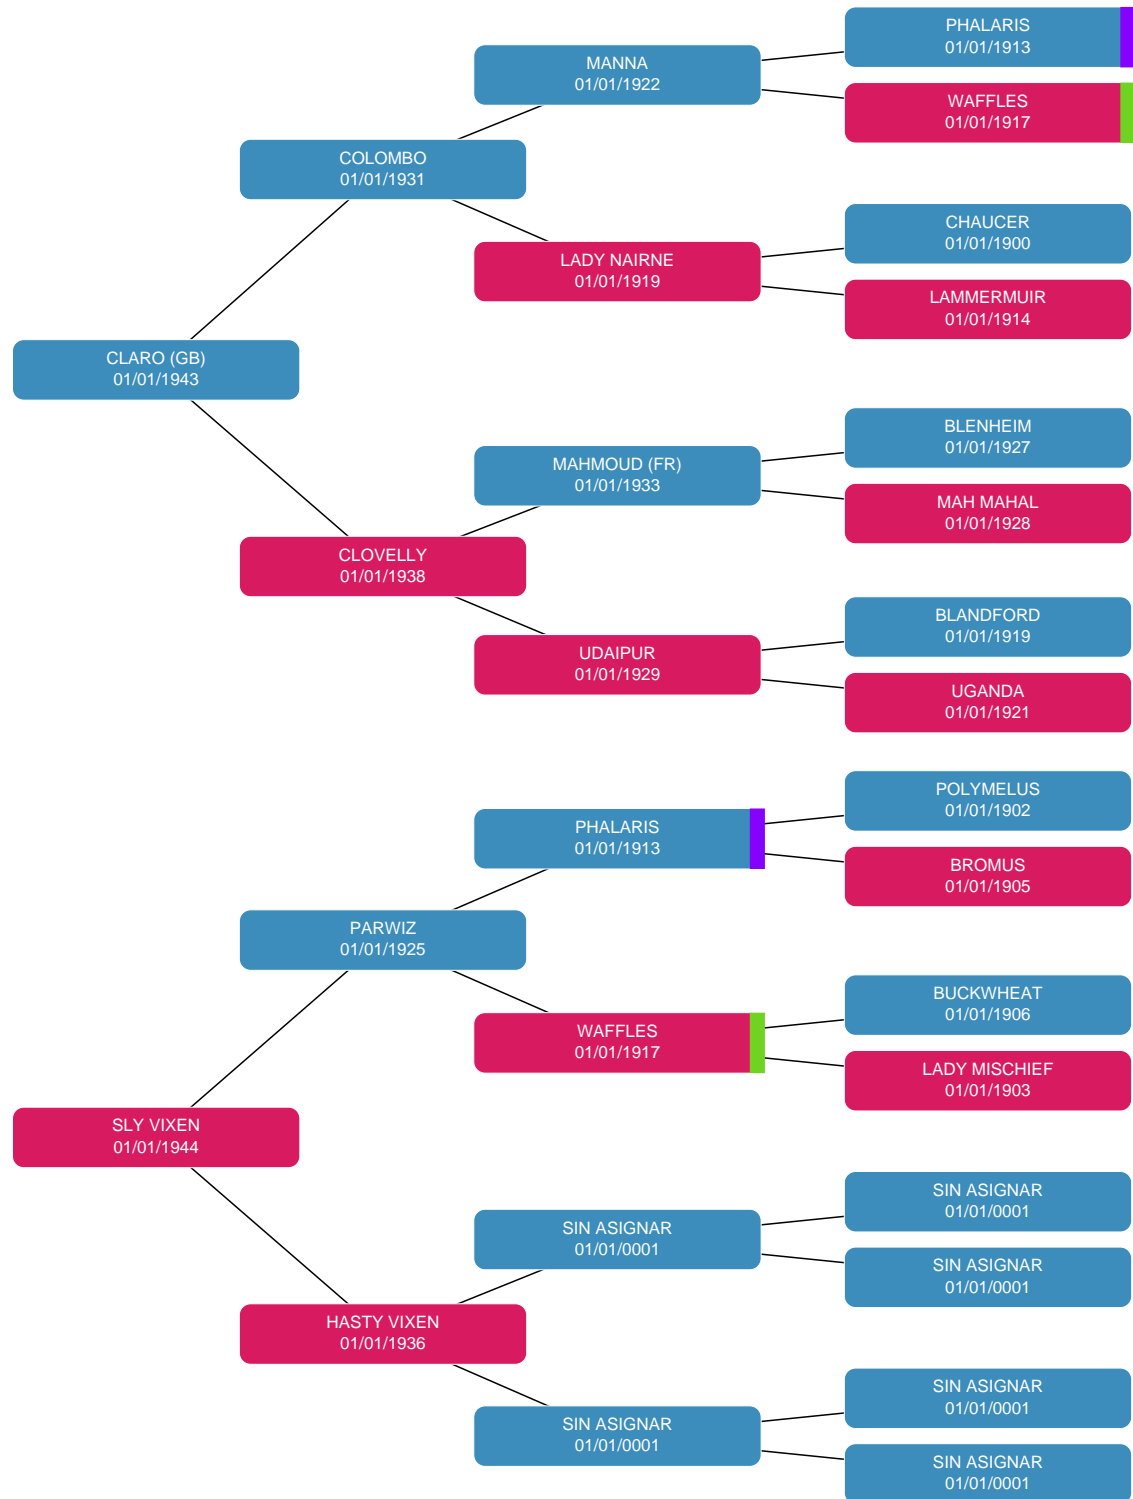 PHALARIS
01/01/1913
MANNA
01/01/1922
WAFFLES
01/01/1917
COLOMBO
01/01/1931
CHAUCER
01/01/1900
LADY NAIRNE
01/01/1919
LAMMERMUIR
01/01/1914
CLARO (GB)
01/01/1943
BLENHEIM
01/01/1927
MAHMOUD (FR)
01/01/1933
MAH MAHAL
01/01/1928
CLOVELLY
01/01/1938
BLANDFORD
01/01/1919
UDAIPUR
01/01/1929
UGANDA
01/01/1921
POLYMELUS
01/01/1902
PHALARIS
01/01/1913
BROMUS
01/01/1905
PARWIZ
01/01/1925
BUCKWHEAT
01/01/1906
WAFFLES
01/01/1917
LADY MISCHIEF
01/01/1903
SLY VIXEN
01/01/1944
SIN ASIGNAR
01/01/0001
SIN ASIGNAR
01/01/0001
SIN ASIGNAR
01/01/0001
HASTY VIXEN
01/01/1936
SIN ASIGNAR
01/01/0001
SIN ASIGNAR
01/01/0001
SIN ASIGNAR
01/01/0001